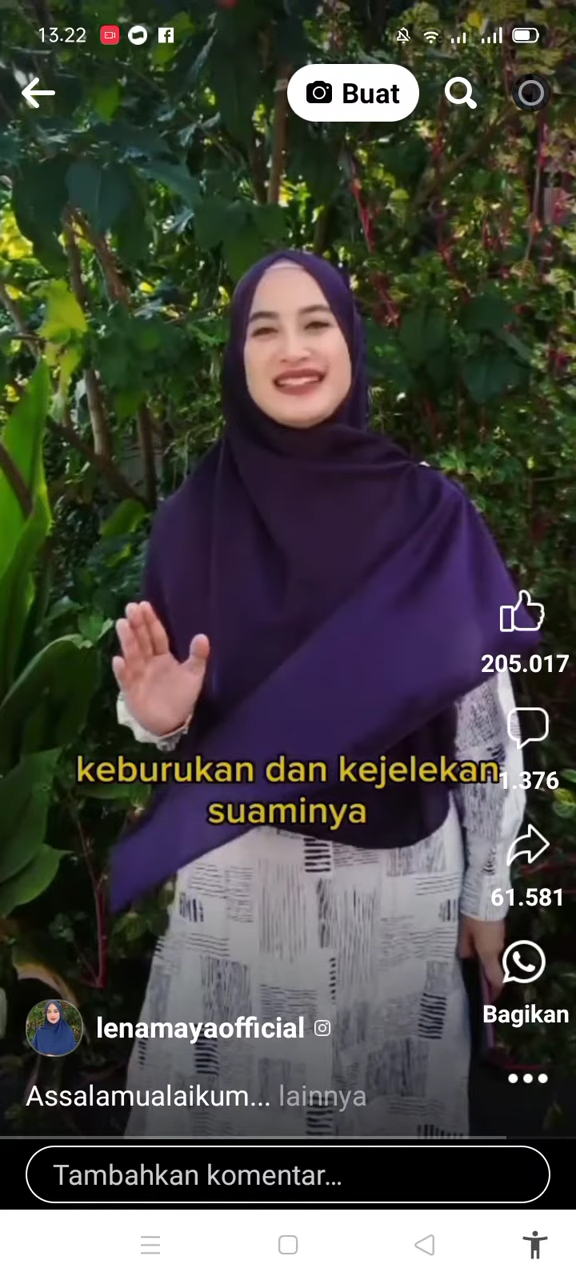 13.22
Buat
205.017
keburukan dan kejelekan
1.376
suaminya
61.581
Bagikan
lenamayaofficial
Assalamualaikum... lainnya
Tambahkan komentar...